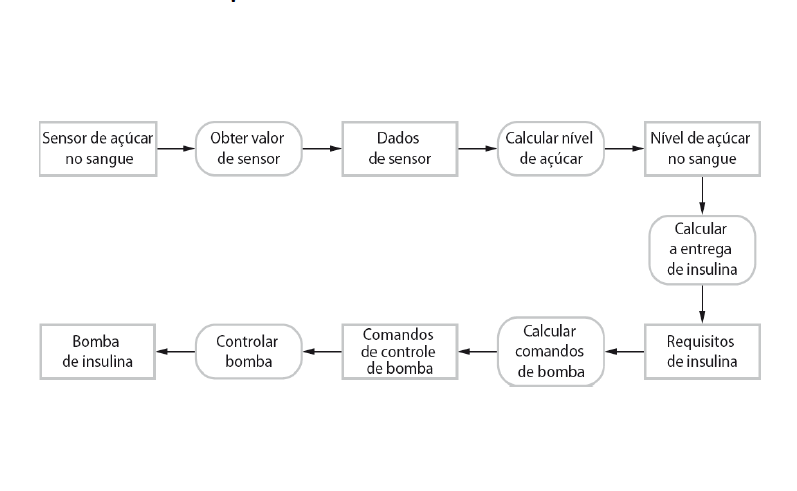 Sensor de açúcar
no sangue
Obter valor
de sensor
Dados
de sensor
Calcular nível
de açúcar
Nível de açúcar
no sangue
Calcular
a entrega
de insulina
Bomba
de insulina
Controlar
bomba
Comandos
de controle
de bomba
Calcular
comandos
de bomba
Requisitos
de insulina